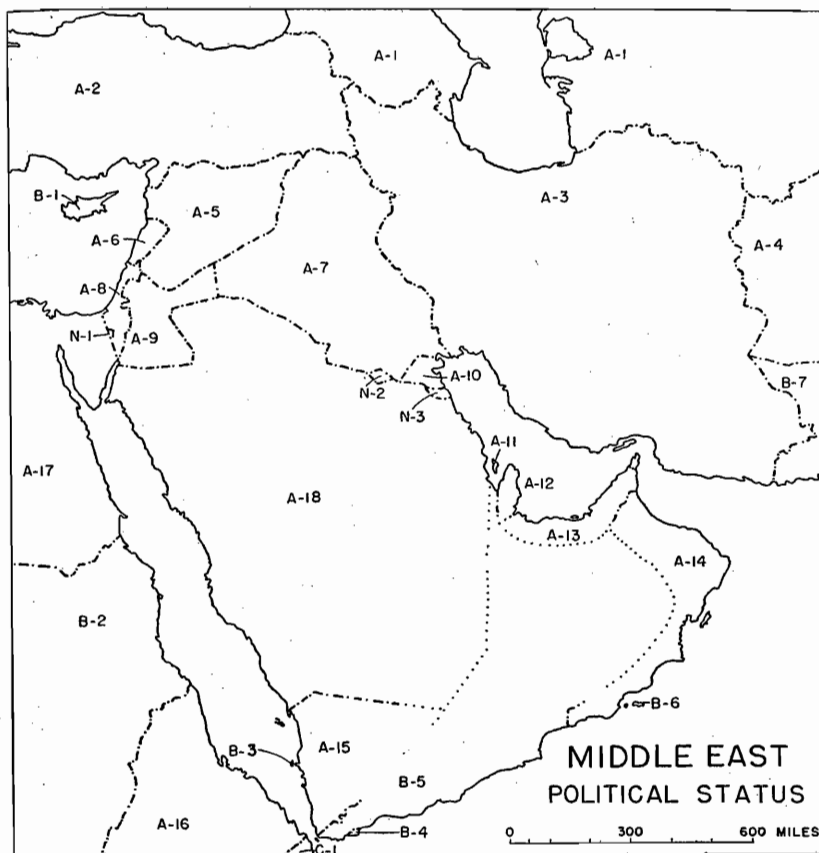 A-1
A-1
A-2
A-3
B-1
A-5
A-4
A-6
A-7
A-8
N-1
A-9
A-10
B-7
N-2
N-3
A-11
A-17
A-12
A-18
A-13
A-14
B-2
B-6
B-3
A-15
MIDDLE EAST
B-5
POLITICAL STATUS
A-16
B-4
0 300 600 MILES